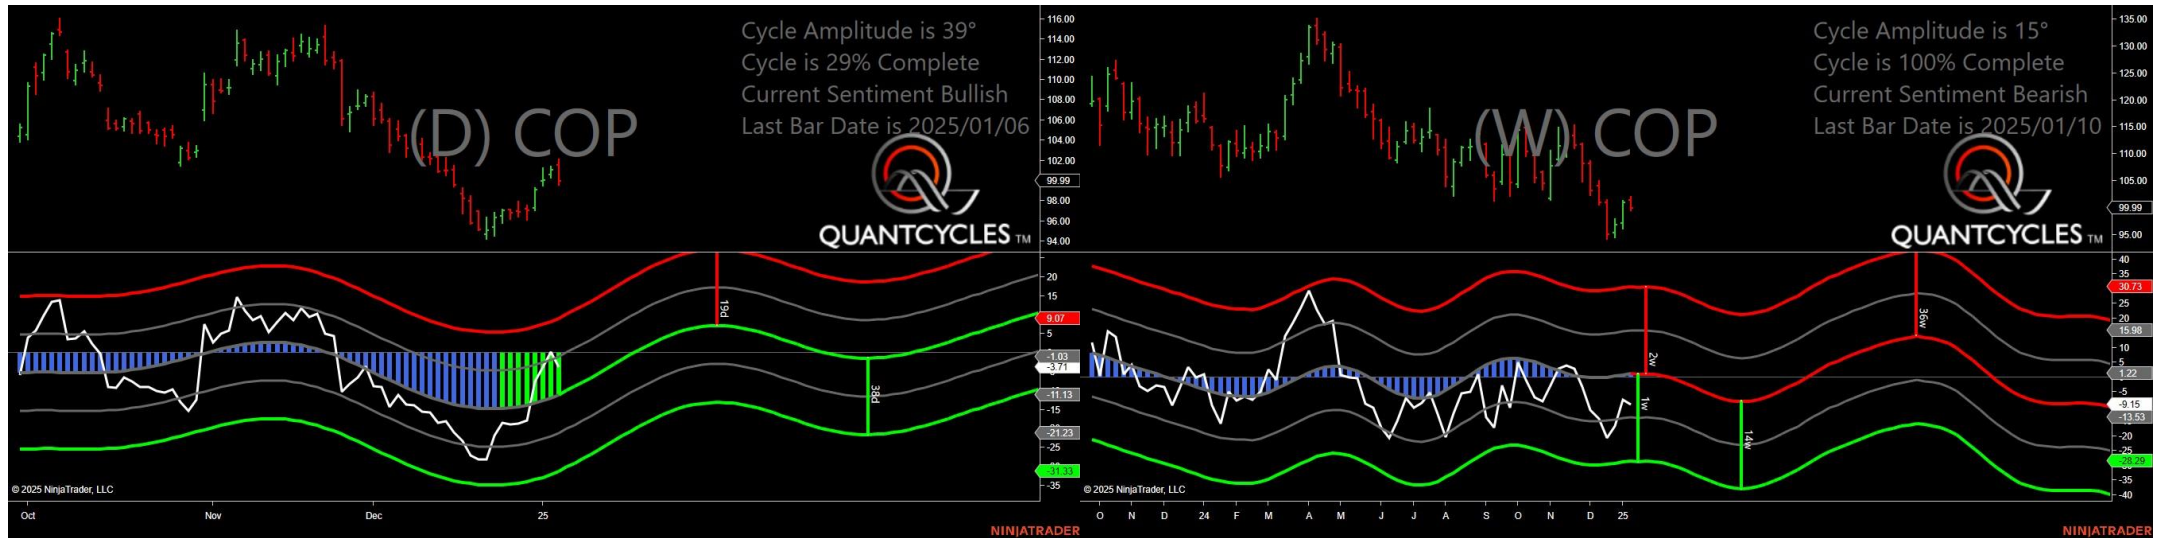 Cycle Amplitude is 39°
Cycle is 29% Complete
Current Sentiment Bullish
Last Bar Date is 2025/01/06
(D) COP
QUANTCYCLES TM
116.00
114.00
112.00
110.00
108.00
106.00
104.00
102.00
99.99
98.00
96.00
94.00
20
15
9.07
5
-1.03
-3.71
-11.13
-15
-21.23
-25
-31.33
-35
19d
38d
© 2025 NinjaTrader, LLC
Oct Nov Dec 25
NINJATRADER
Cycle Amplitude is 15°
Cycle is 100% Complete
Current Sentiment Bearish
Last Bar Date is 2025/01/10
(W) COP
QUANTCYCLES TM
135.00
130.00
125.00
120.00
115.00
110.00
105.00
99.99
95.00
40
35
30.73
25
20
15.98
10
5
1.22
-9.15
-13.53
-20
-25
-28.29
-35
-40
2w
1w
14w
36w
© 2025 NinjaTrader, LLC
O N D 24 F M A M J J A S O N D 25
NINJATRADER